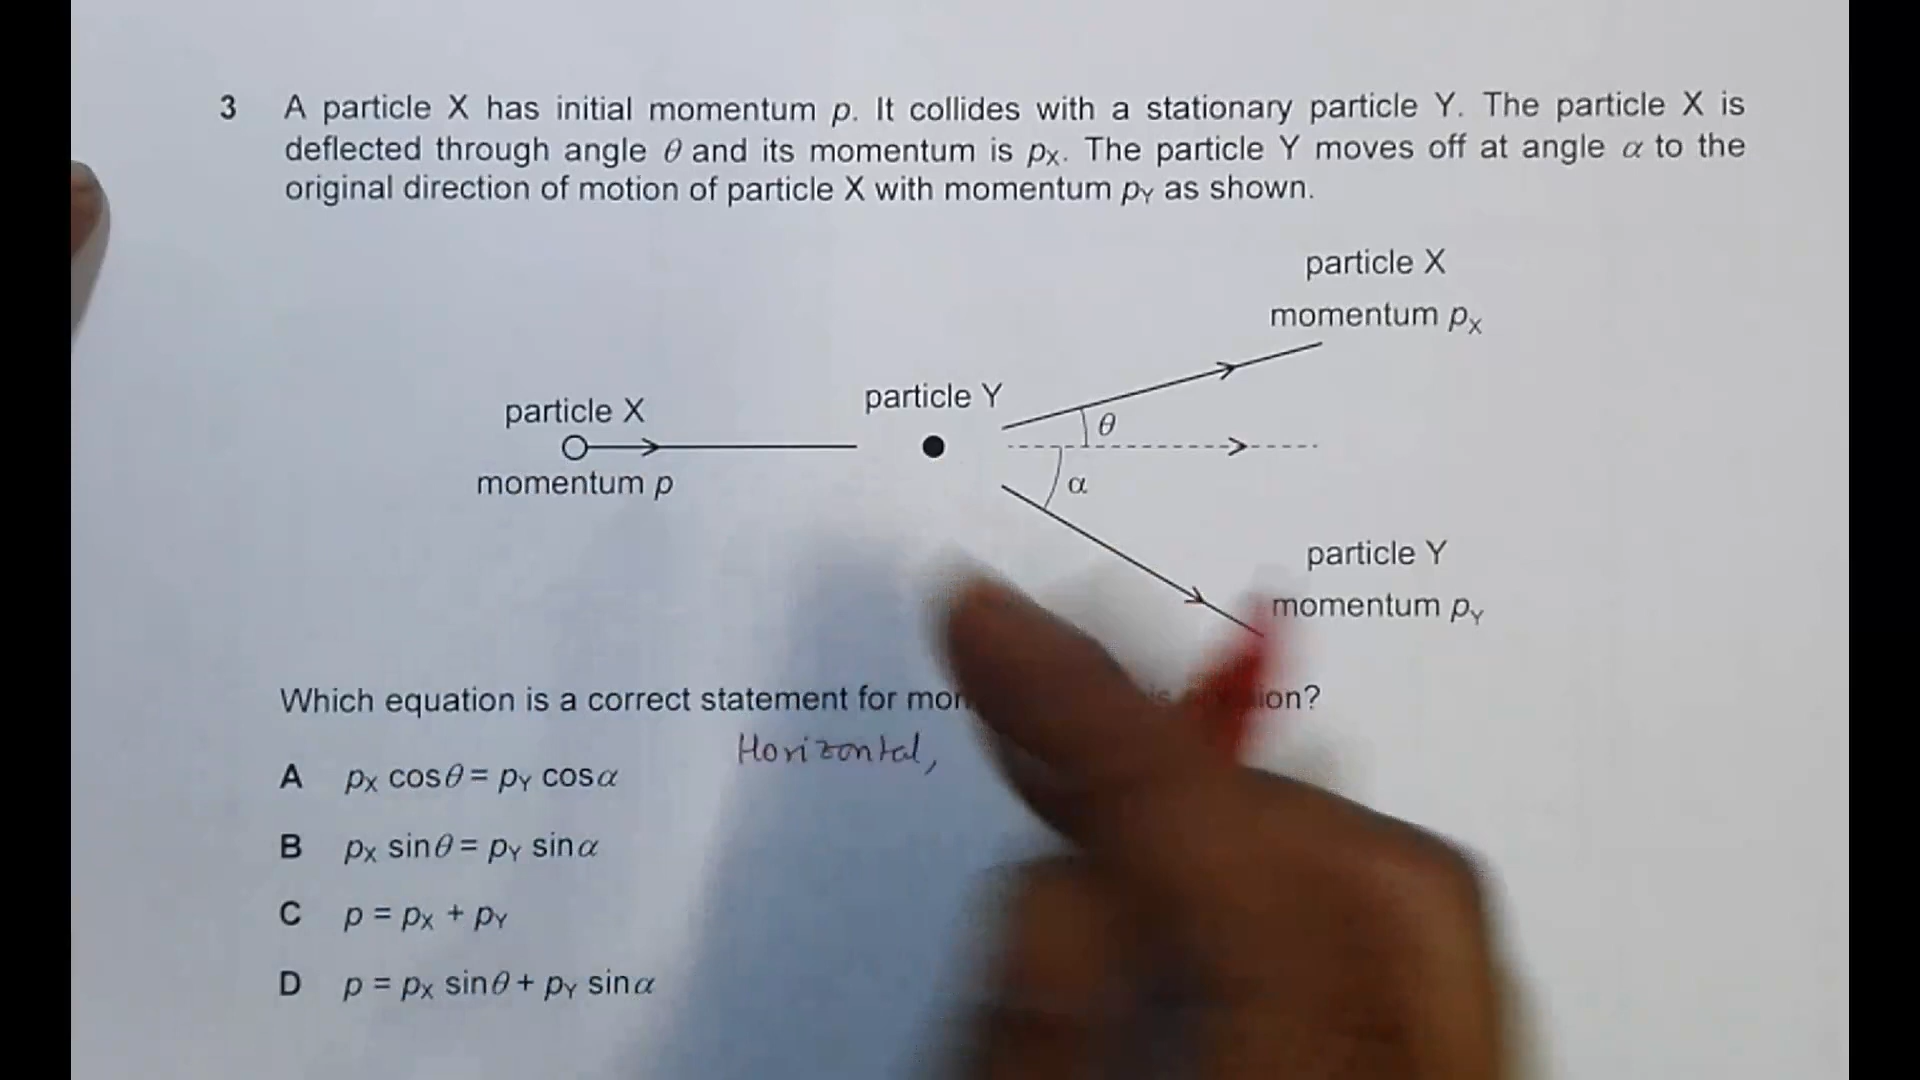 3 A particle X has initial momentum p. It collides with a stationary particle Y. The particle X is
deflected through angle θ and its momentum is pX. The particle Y moves off at angle α to the
original direction of motion of particle X with momentum pY as shown.
particle X
momentum pX
particle Y
particle X
θ
momentum p
α
particle Y
momentum pY
Which equation is a correct statement for
Horizontal,
A pX cosθ = pY cosα
B pX sinθ = pY sinα
C p = pX + pY
D p = pX sinθ + pY sinα